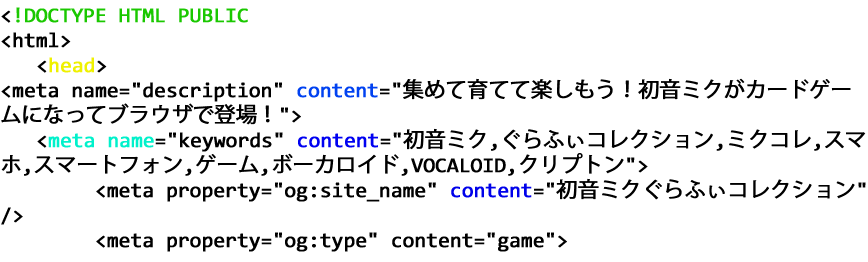 <!DOCTYPE HTML PUBLIC
<html>
<head>
<meta name="description" content="集めて育てて楽しもう！初音ミクがカードゲー
ムになってブラウザで登場！">
<meta name="keywords" content="初音ミク,ぐらふぃコレクション,ミクコレ,スマ
ホ,スマートフォン,ゲーム,ボーカロイド,VOCALOID,クリプトン">
<meta property="og:site_name" content="初音ミクぐらふぃコレクション"
/>
<meta property="og:type" content="game">